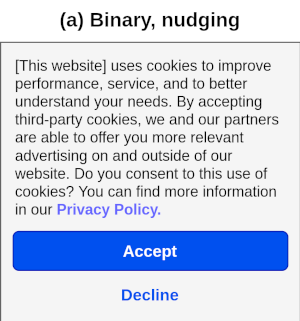 (a) Binary, nudging
[This website] uses cookies to improve
performance, service, and to better
understand your needs. By accepting
third-party cookies, we and our partners
are able to offer you more relevant
advertising on and outside of our
website. Do you consent to this use of
cookies? You can find more information
in our Privacy Policy.
Accept
Decline